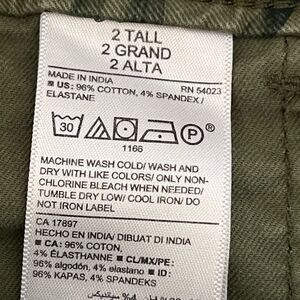 2 TALL
2 GRAND
2 ALTA
MADE IN INDIA RN 54023
■ US: 96% COTTON, 4% SPANDEX /
ELASTANE
30 P
1166
MACHINE WASH COLD/ WASH AND
DRY WITH LIKE COLORS/ ONLY NON-
CHLORINE BLEACH WHEN NEEDED/
TUMBLE DRY LOW/ COOL IRON/ DO
NOT IRON LABEL
CA 17897
HECHO EN INDIA/ DIBUAT DI INDIA
■ CA: 96% COTON,
4% ÉLASTHANNE ■ CL/MX/PE:
96% algodón, 4% elastano ■ ID:
96% KAPAS, 4% SPANDEKS